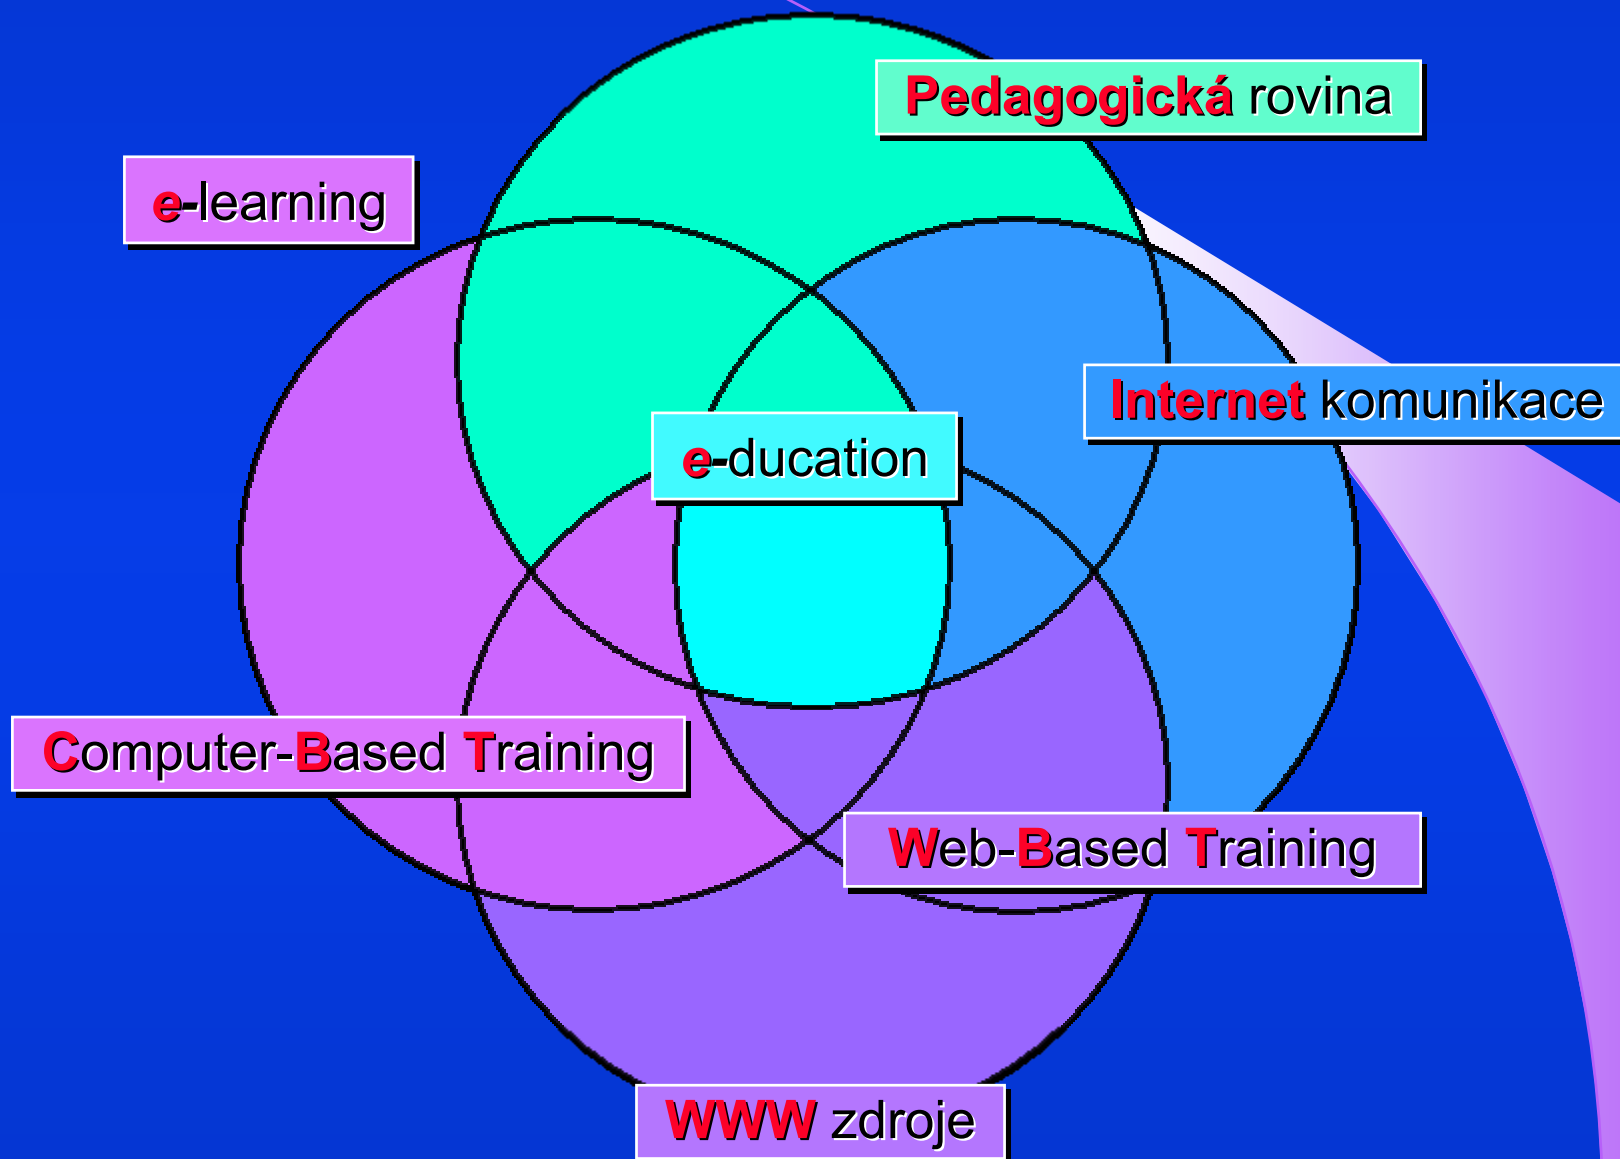 Pedagogická rovina
e-learning
Internet komunikace
e-ducation
Computer-Based Training
Web-Based Training
WWW zdroje